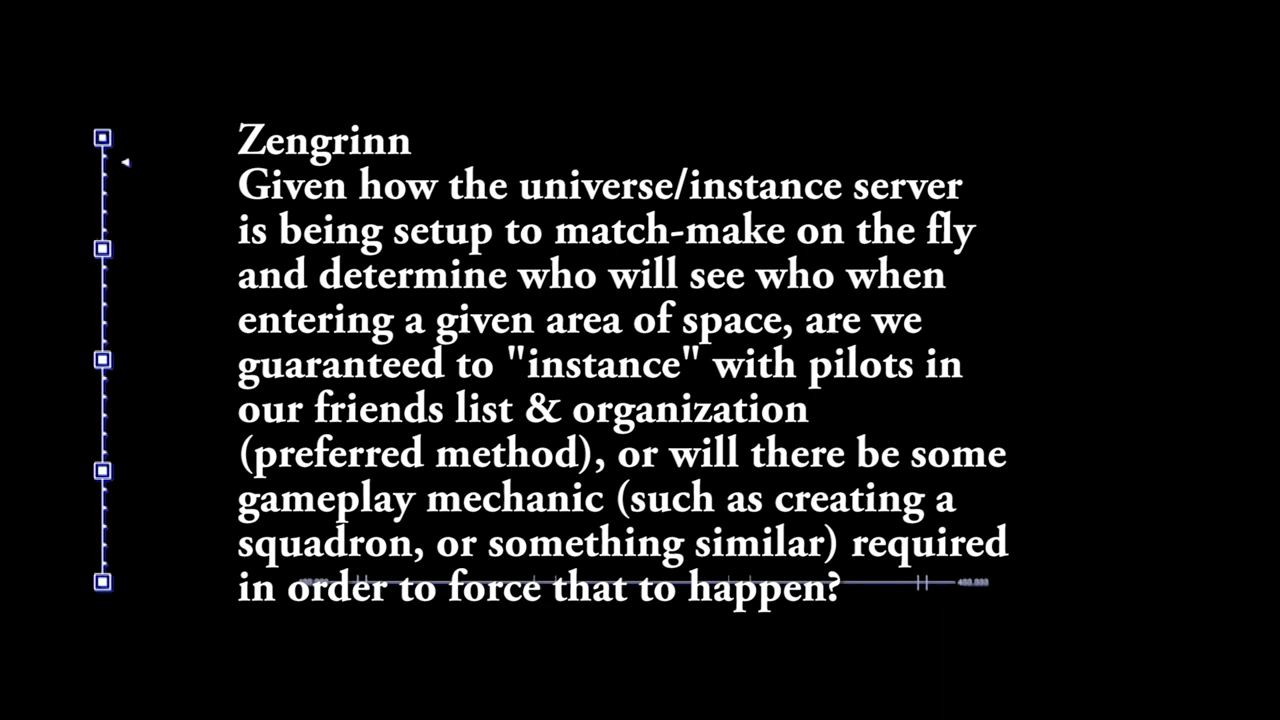 Zengrinn
Given how the universe/instance server
is being setup to match-make on the fly
and determine who will see who when
entering a given area of space, are we
guaranteed to "instance" with pilots in
our friends list & organization
(preferred method), or will there be some
gameplay mechanic (such as creating a
squadron, or something similar) required
in order to force that to happen?